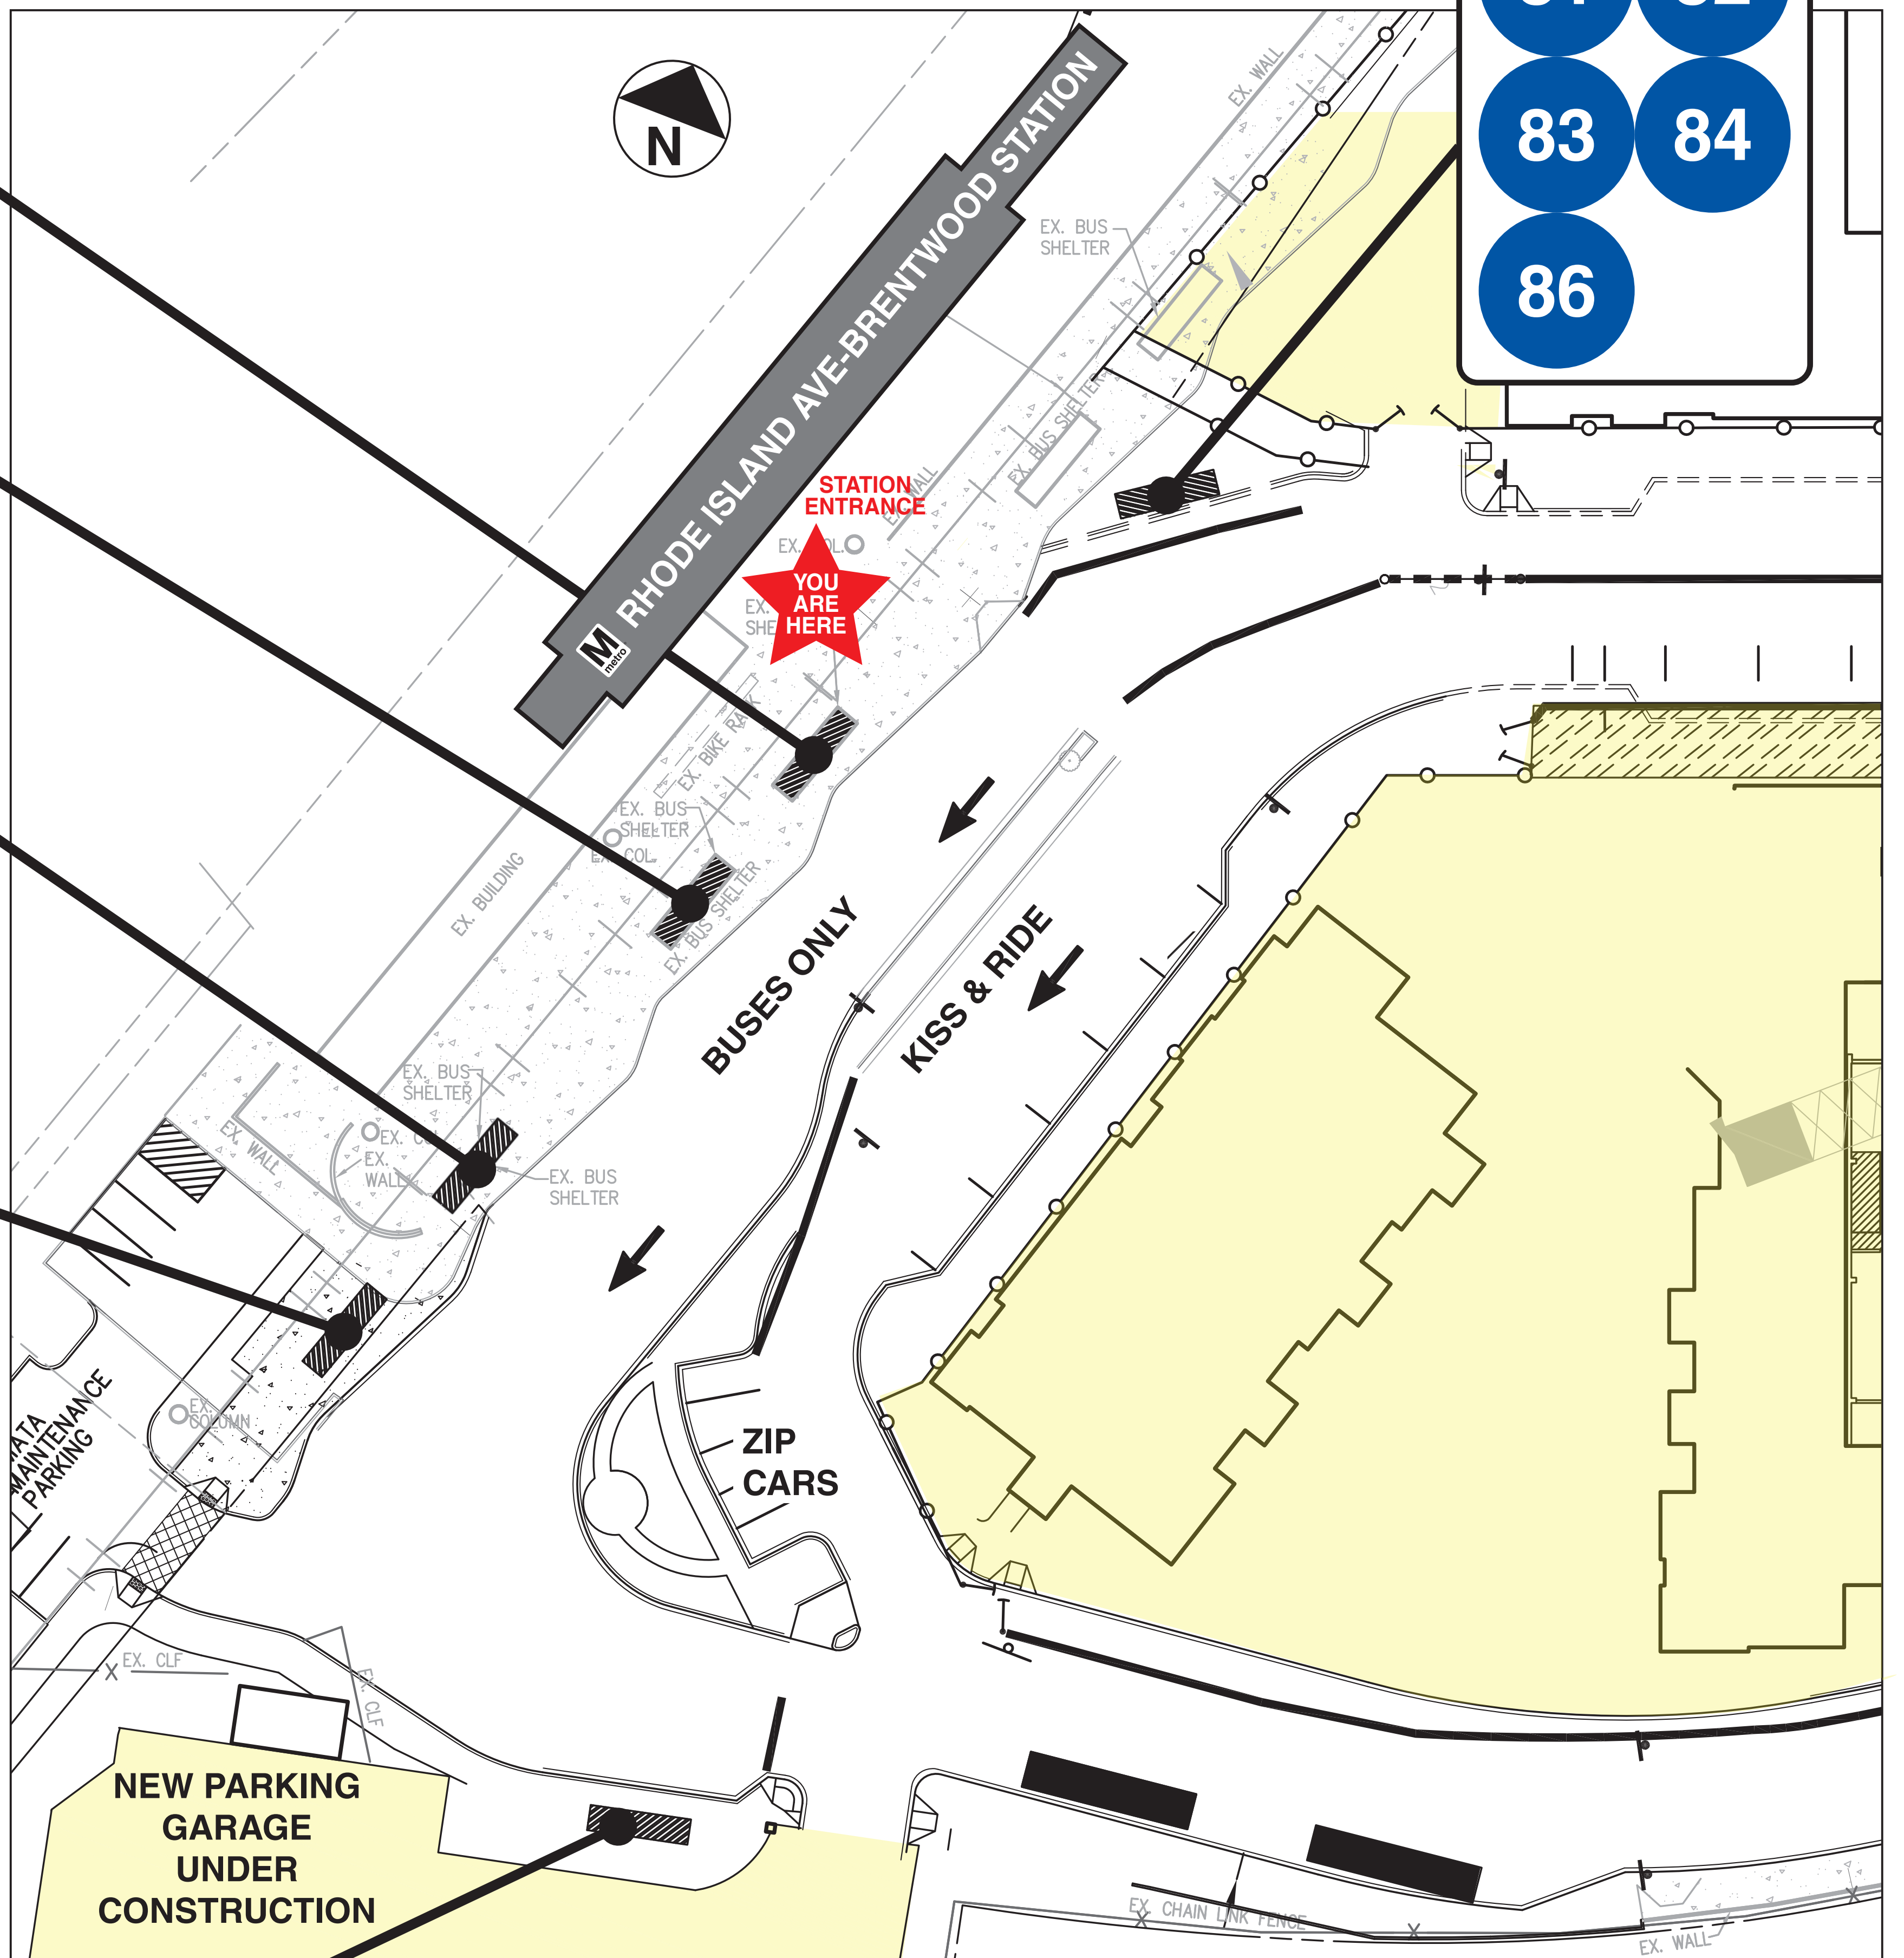 83
84
86
N
RHODE ISLAND AVE-BRENTWOOD STATION
M
metro
EX. WALL
EX. BUS
SHELTER
EX. BUS SHELTER
STATION
ENTRANCE
YOU
ARE
HERE
EX. BIKE RACK
EX. BUS
SHELTER
EX. COL.
EX. BUS SHELTER
EX. BUILDING
BUSES ONLY
KISS & RIDE
EX. BUS
SHELTER
EX. WALL
EX.
WALL
EX. BUS
SHELTER
EX.
COLUMN
MAINTENANCE
PARKING
ZIP
CARS
EX. CLF
EX. CLF
NEW PARKING
GARAGE
UNDER
CONSTRUCTION
EX. CHAIN LINK FENCE
EX. WALL